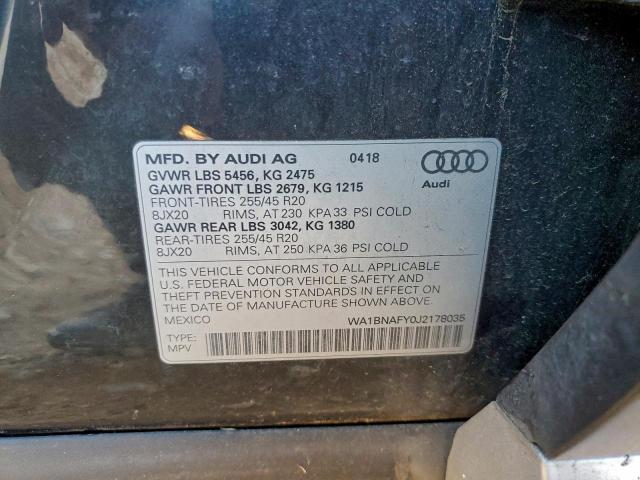 MFD. BY AUDI AG 0418
GVWR LBS 5456, KG 2475
GAWR FRONT LBS 2679, KG 1215
FRONT-TIRES 255/45 R20
8JX20 RIMS, AT 230 KPA 33 PSI COLD
GAWR REAR LBS 3042, KG 1380
REAR-TIRES 255/45 R20
8JX20 RIMS, AT 250 KPA 36 PSI COLD
Audi
THIS VEHICLE CONFORMS TO ALL APPLICABLE
U.S. FEDERAL MOTOR VEHICLE SAFETY AND
THEFT PREVENTION STANDARDS IN EFFECT ON
THE DATE OF MANUFACTURE SHOWN ABOVE.
MEXICO WA1BNAFY0J2178035
TYPE:
MPV